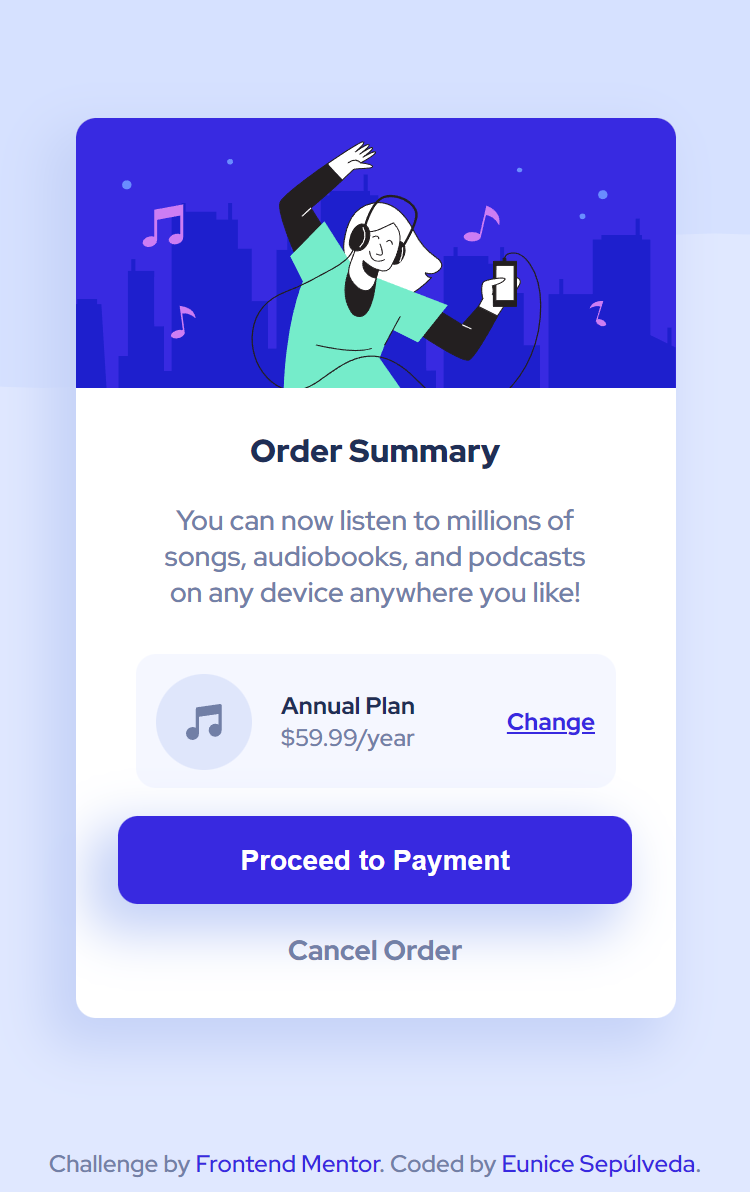 Order Summary
You can now listen to millions of
songs, audiobooks, and podcasts
on any device anywhere you like!
Annual Plan
$59.99/year
Change
Proceed to Payment
Cancel Order
Challenge by Frontend Mentor. Coded by Eunice Sepúlveda.